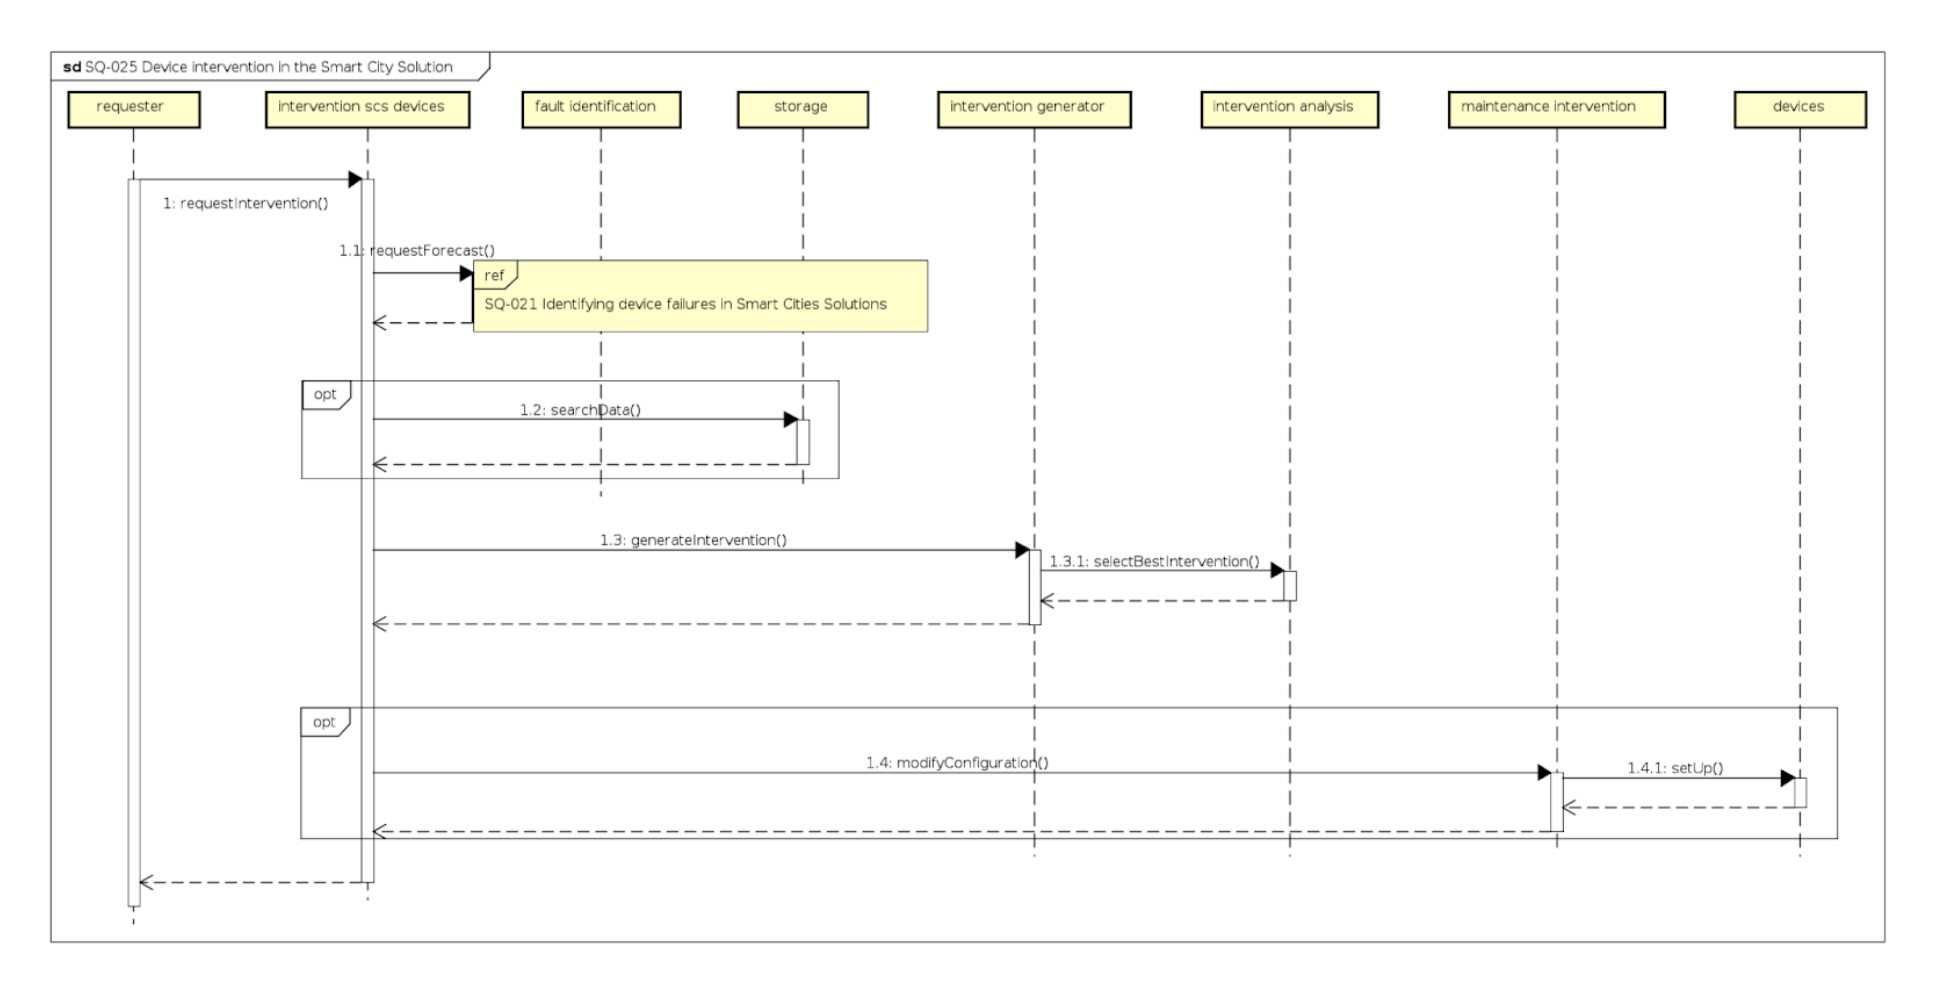 sd SQ-025 Device intervention in the Smart City Solution
requester
intervention scs devices
fault identification
storage
intervention generator
intervention analysis
maintenance intervention
devices
1: requestIntervention()
1.1: requestForecast()
ref
SQ-021 Identifying device failures in Smart Cities Solutions
opt
1.2: searchData()
1.3: generateIntervention()
1.3.1: selectBestIntervention()
opt
1.4: modifyConfiguration()
1.4.1: setUp()